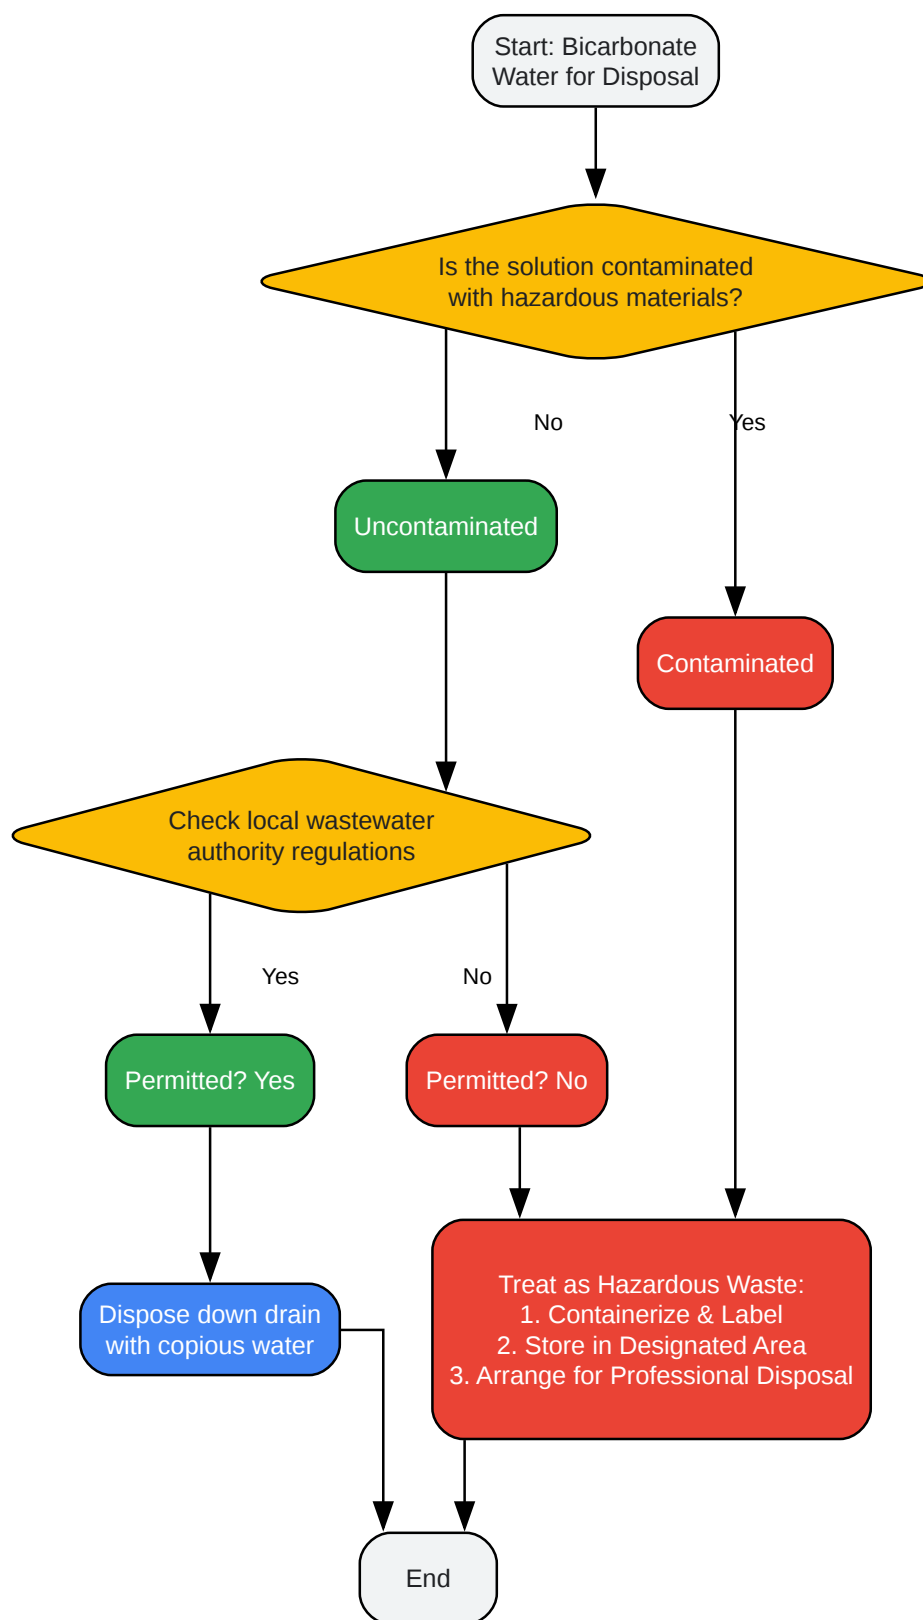 Start: Bicarbonate
Water for Disposal
Is the solution contaminated
with hazardous materials?
No
Yes
Uncontaminated
Contaminated
Check local wastewater
authority regulations
Yes
No
Permitted? Yes
Permitted? No
Dispose down drain
with copious water
Treat as Hazardous Waste:
1. Containerize & Label
2. Store in Designated Area
3. Arrange for Professional Disposal
End